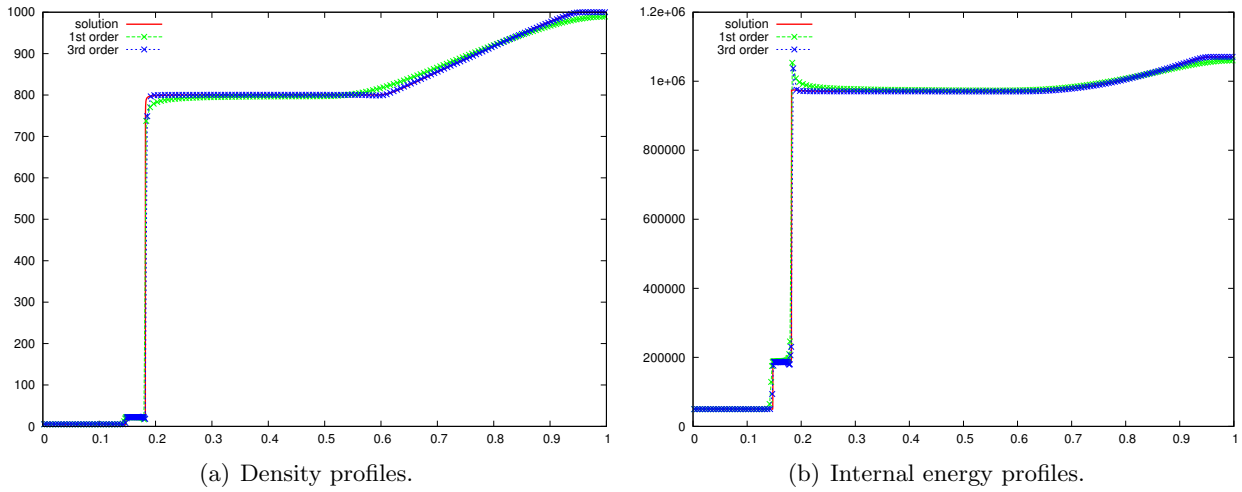 solution
1st order
3rd order
1000
900
800
700
600
500
400
300
200
100
0
0 0.1 0.2 0.3 0.4 0.5 0.6 0.7 0.8 0.9 1
(a) Density profiles.
solution
1st order
3rd order
1.2e+06
1e+06
800000
600000
400000
200000
0
0 0.1 0.2 0.3 0.4 0.5 0.6 0.7 0.8 0.9 1
(b) Internal energy profiles.